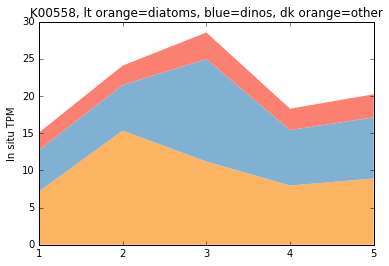 K00558, lt orange=diatoms, blue=dinos, dk orange=other
30
25
20
15
10
5
0
In situ TPM
1 2 3 4 5